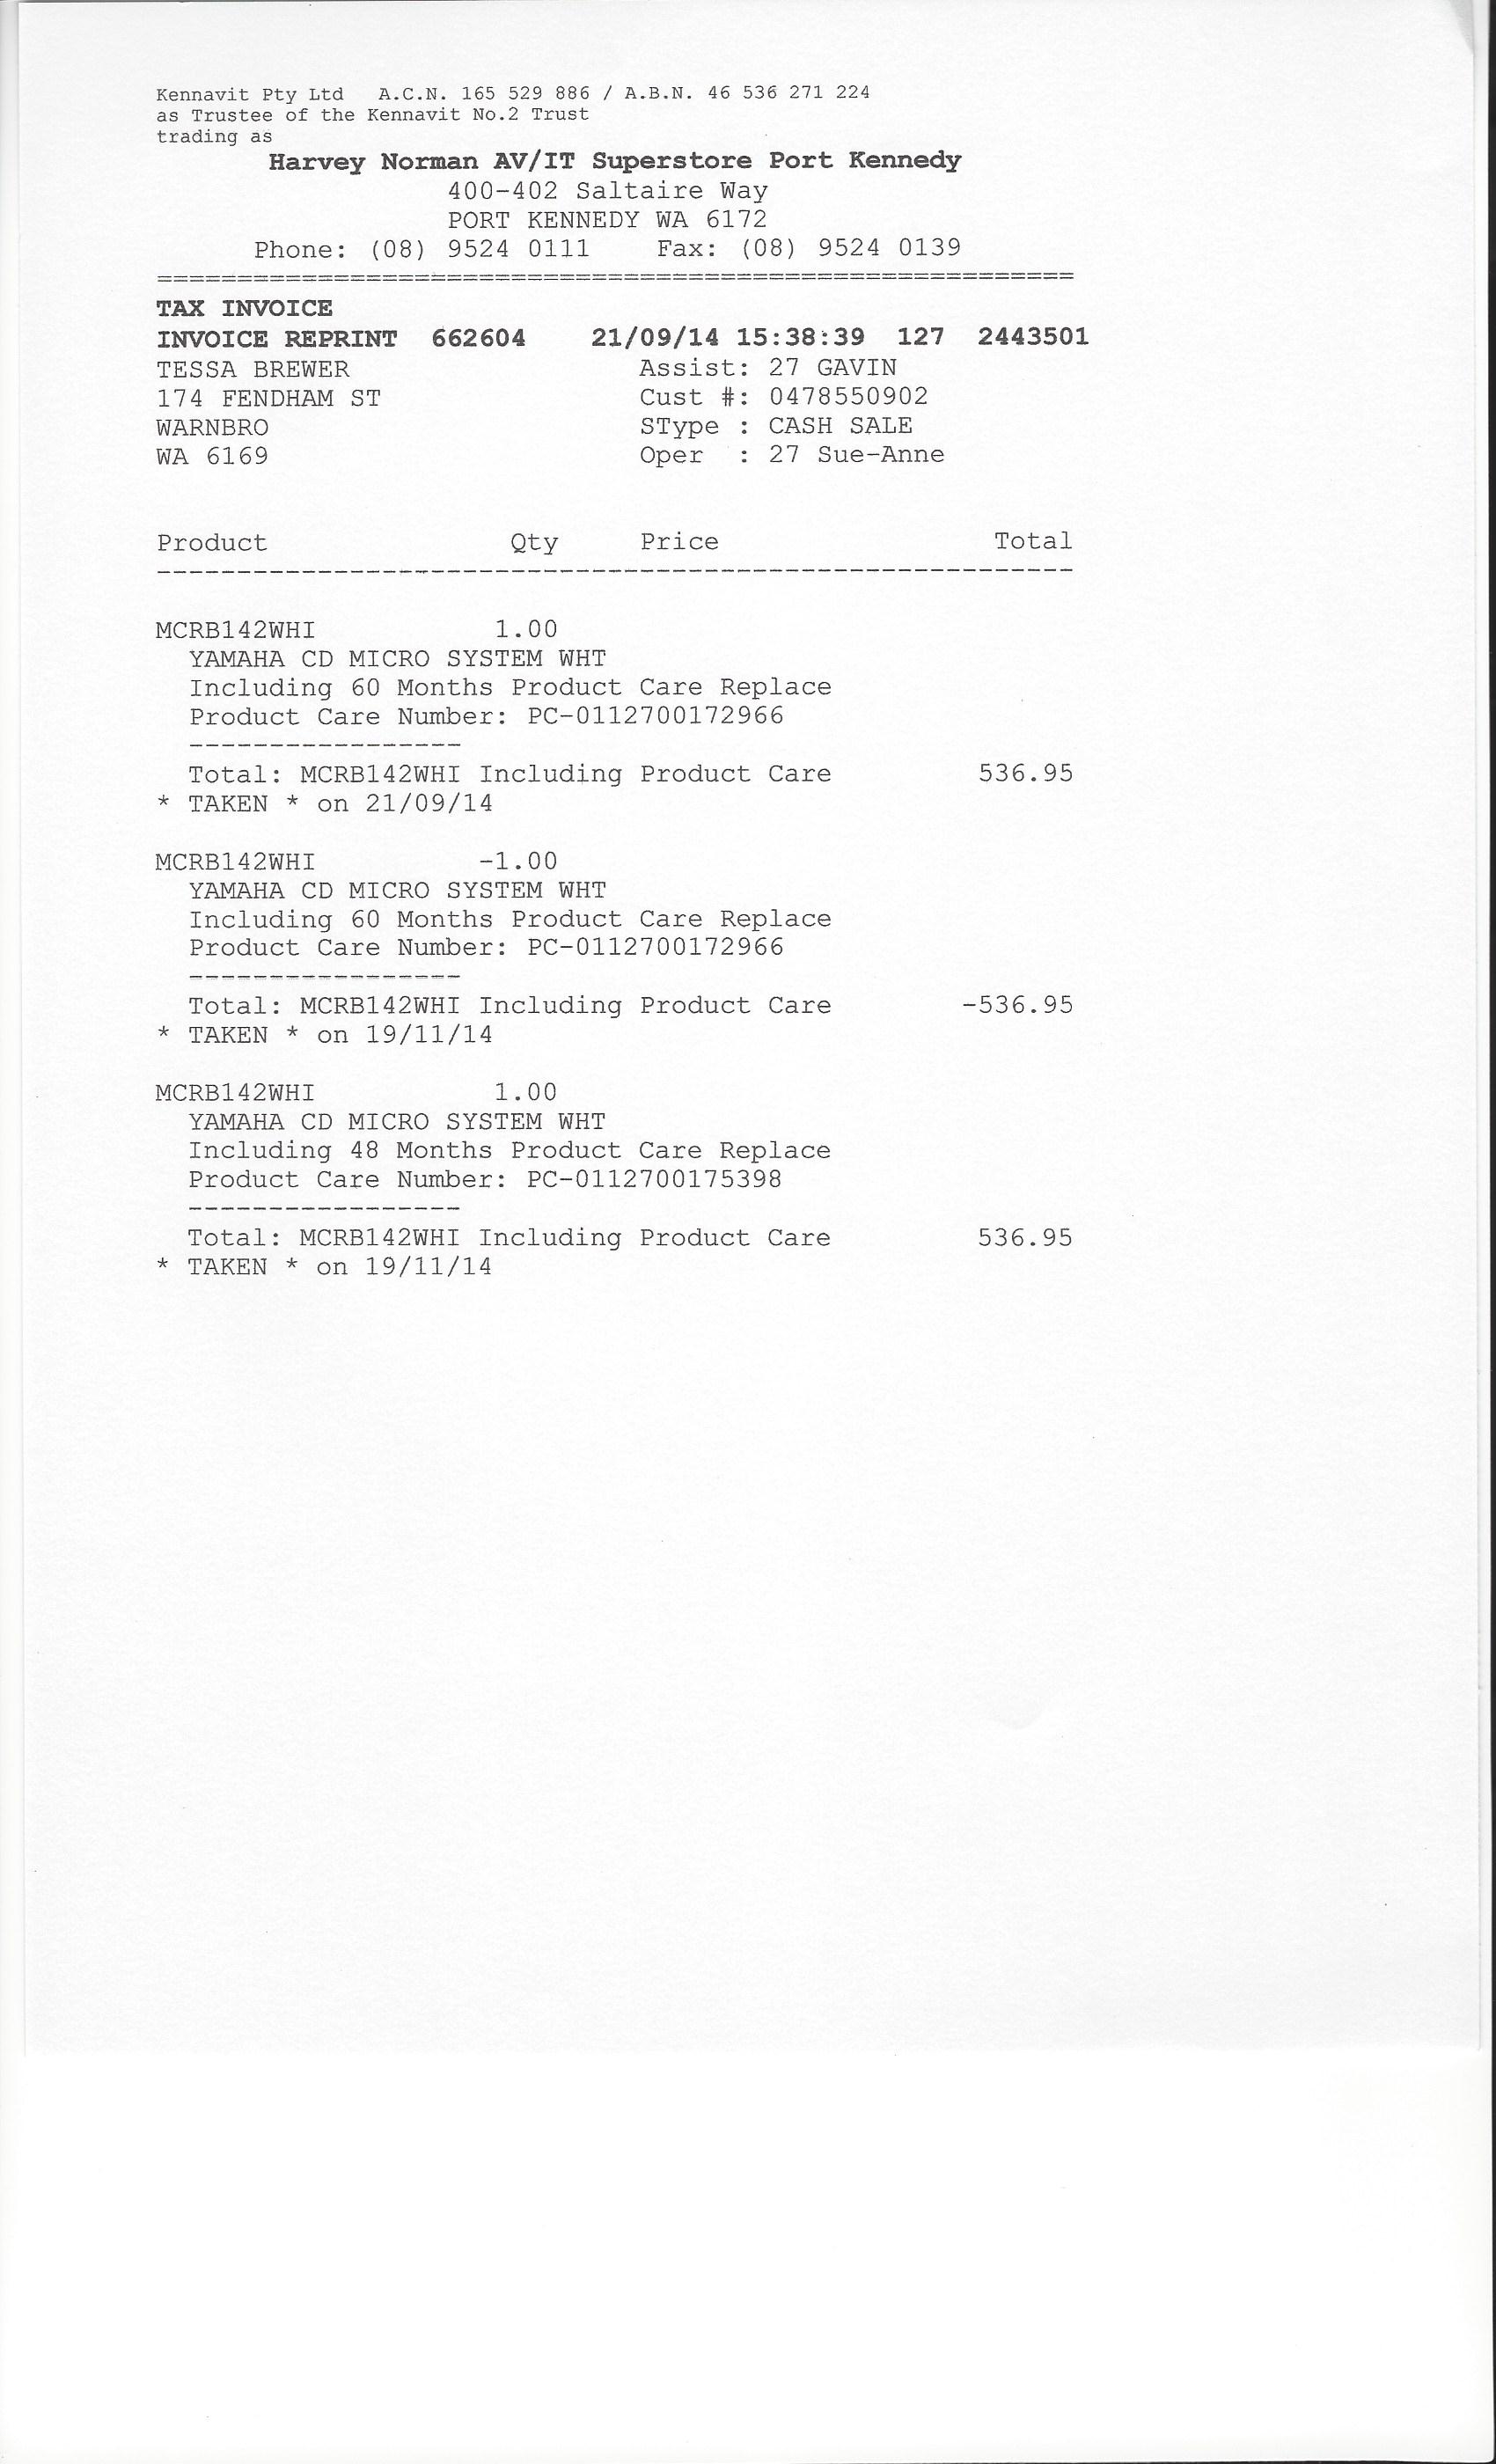 Kennavit Pty Ltd   A.C.N. 165 529 886 / A.B.N. 46 536 271 224
as Trustee of the Kennavit No.2 Trust
trading as
Harvey Norman AV/IT Superstore Port Kennedy
400-402 Saltaire Way
PORT KENNEDY WA 6172
Phone: (08) 9524 0111    Fax: (08) 9524 0139
=========================================================
TAX INVOICE
INVOICE REPRINT  662604    21/09/14 15:38:39  127  2443501
TESSA BREWER                  Assist: 27 GAVIN
174 FENDHAM ST                Cust #: 0478550902
WARNBRO                       SType : CASH SALE
WA 6169                       Oper  : 27 Sue-Anne
Product               Qty     Price                 Total
---------------------------------------------------------
MCRB142WHI           1.00
YAMAHA CD MICRO SYSTEM WHT
Including 60 Months Product Care Replace
Product Care Number: PC-0112700172966
-----------------
Total: MCRB142WHI Including Product Care         536.95
* TAKEN * on 21/09/14
MCRB142WHI          -1.00
YAMAHA CD MICRO SYSTEM WHT
Including 60 Months Product Care Replace
Product Care Number: PC-0112700172966
-----------------
Total: MCRB142WHI Including Product Care        -536.95
* TAKEN * on 19/11/14
MCRB142WHI           1.00
YAMAHA CD MICRO SYSTEM WHT
Including 48 Months Product Care Replace
Product Care Number: PC-0112700175398
-----------------
Total: MCRB142WHI Including Product Care         536.95
* TAKEN * on 19/11/14